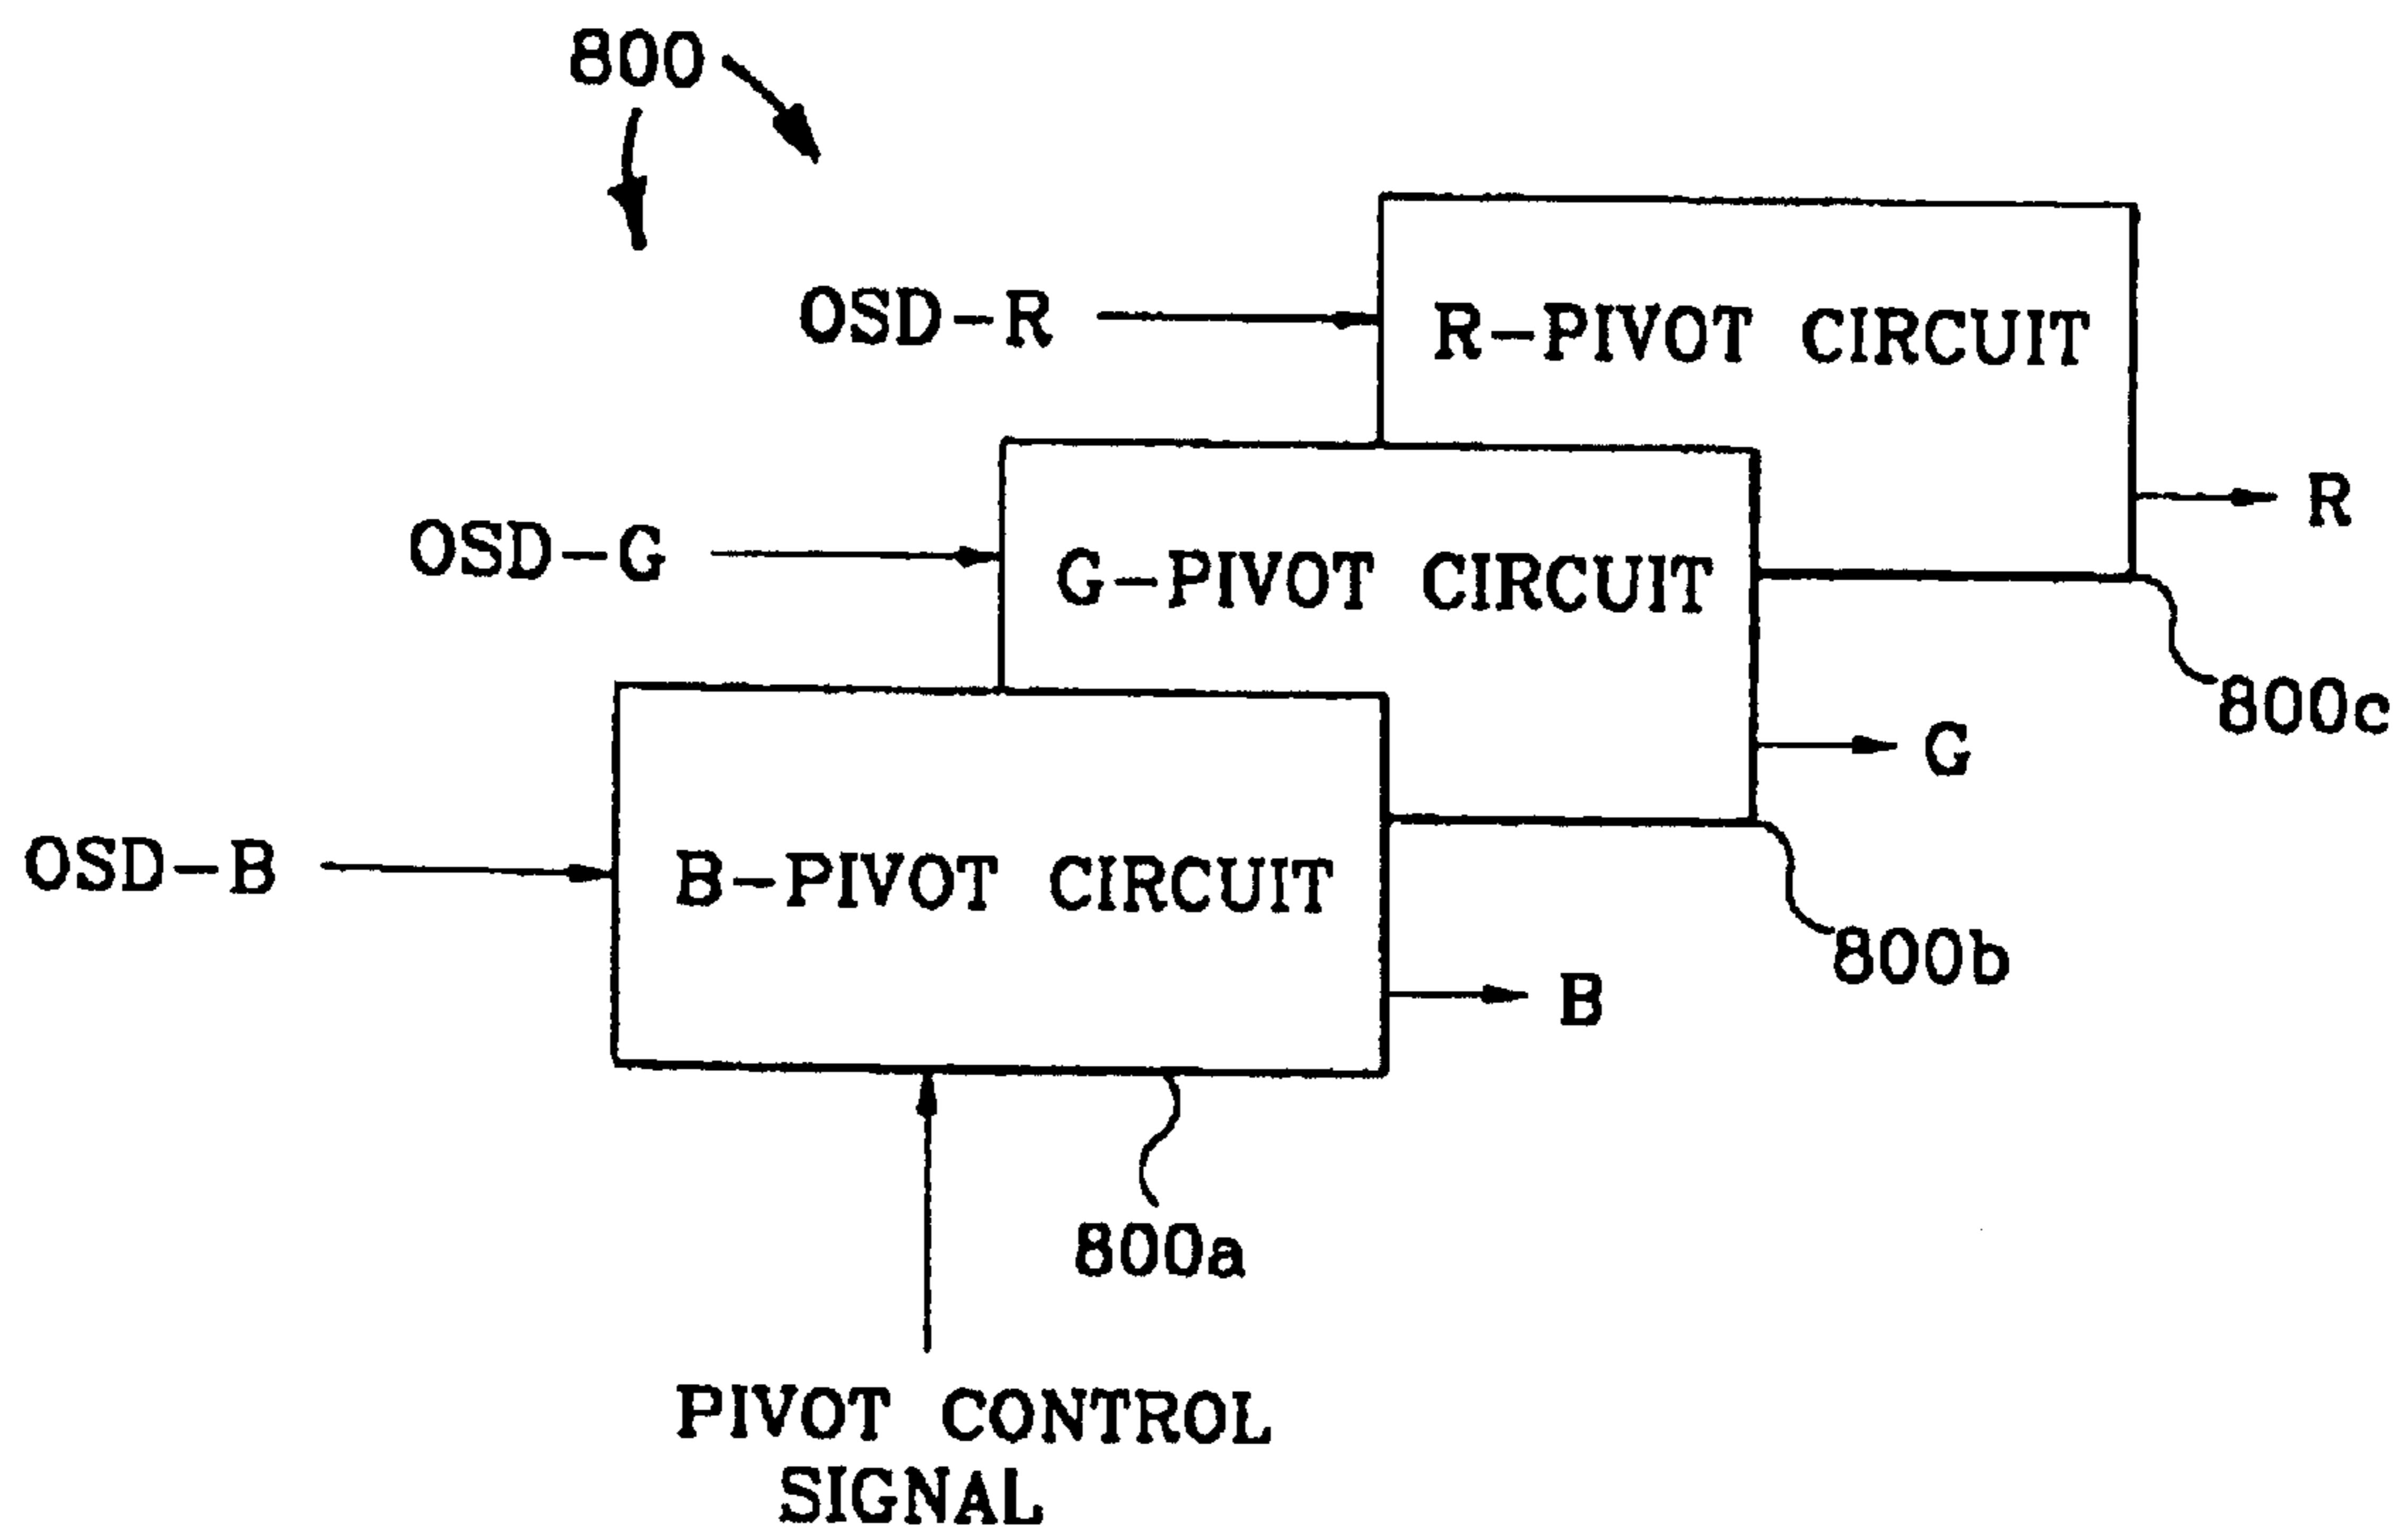 800
OSD-R
R-PIVOT CIRCUIT
R
OSD-G
G-PIVOT CIRCUIT
800c
G
OSD-B
B-PIVOT CIRCUIT
800b
B
800a
PIVOT CONTROL
SIGNAL